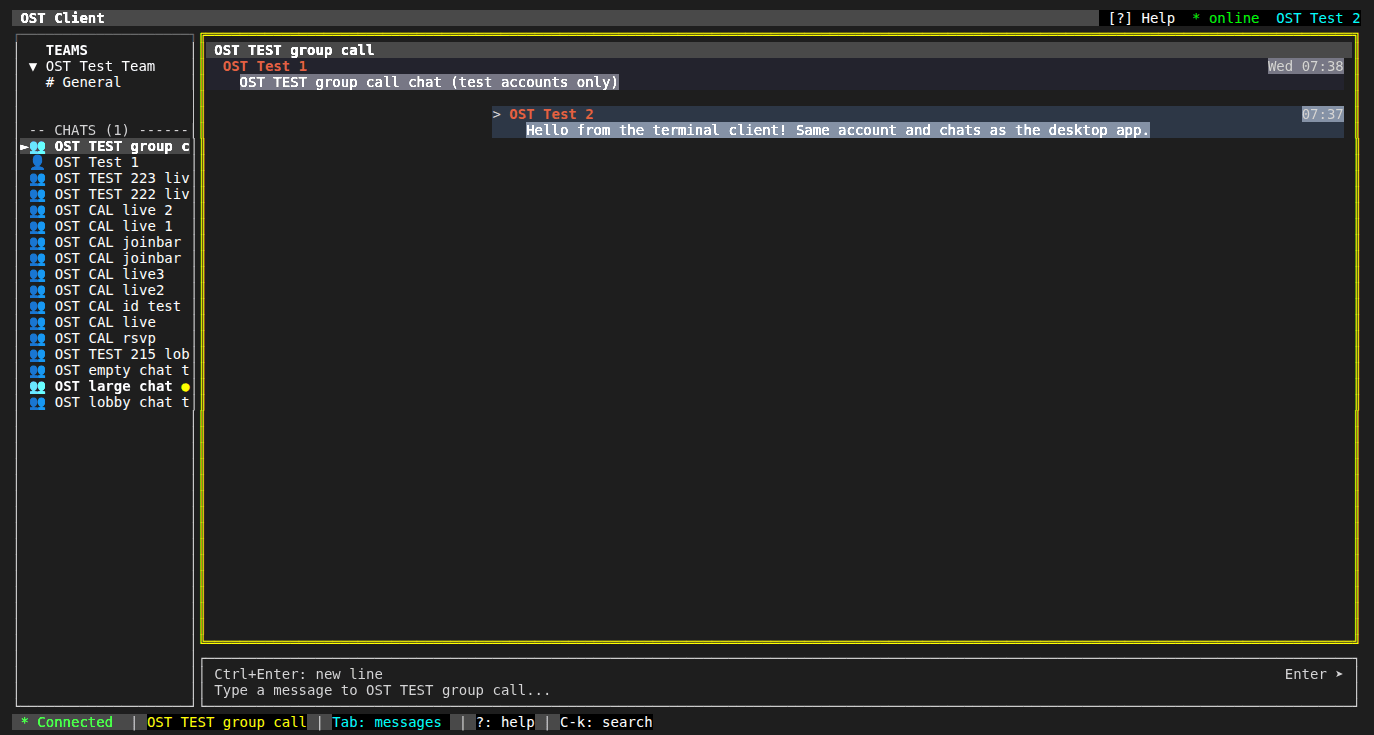 OST Client [?] Help * online OST Test 2
TEAMS
▼ OST Test Team
# General
-- CHATS (1) ------
►👥 OST TEST group c
👤 OST Test 1
👥 OST TEST 223 liv
👥 OST TEST 222 liv
👥 OST CAL live 2
👥 OST CAL live 1
👥 OST CAL joinbar
👥 OST CAL joinbar
👥 OST CAL live3
👥 OST CAL live2
👥 OST CAL id test
👥 OST CAL live
👥 OST CAL rsvp
👥 OST TEST 215 lob
👥 OST empty chat t
👥 OST large chat ●
👥 OST lobby chat t
OST TEST group call
OST Test 1 Wed 07:38
OST TEST group call chat (test accounts only)
> OST Test 2 07:37
Hello from the terminal client! Same account and chats as the desktop app.
Ctrl+Enter: new line Enter ➤
Type a message to OST TEST group call...
* Connected | OST TEST group call | Tab: messages | ?: help | C-k: search